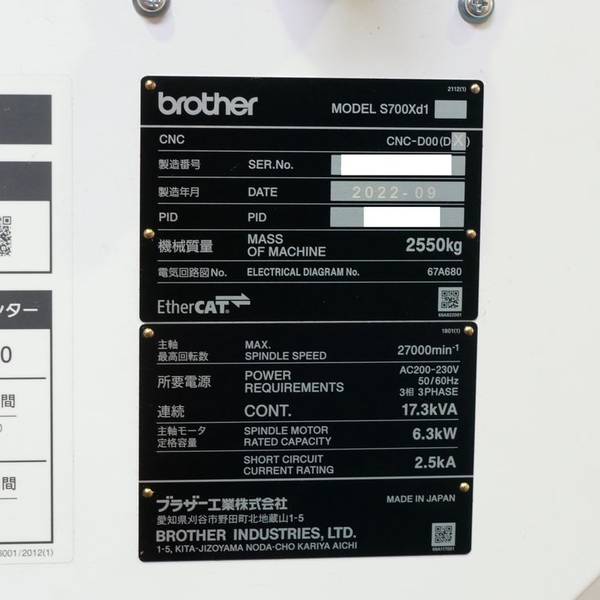 brother
2112(1)
MODEL S700Xd1
CNC CNC-D00(DX)
製造番号 SER.No.
製造年月 DATE 2022-09
PID PID
機械質量 MASS OF MACHINE 2550kg
電気回路図No. ELECTRICAL DIAGRAM No. 67A680
EtherCAT®
1801(1)
主軸 最高回転数 MAX. SPINDLE SPEED 27000min⁻¹
所要電源 POWER REQUIREMENTS AC200-230V 50/60Hz 3相 3PHASE
連続 CONT. 17.3kVA
主軸モータ 定格容量 SPINDLE MOTOR RATED CAPACITY 6.3kW
SHORT CIRCUIT CURRENT RATING 2.5kA
ブラザー工業株式会社
MADE IN JAPAN
愛知県刈谷市野田町北地蔵山1-5
BROTHER INDUSTRIES, LTD.
1-5, KITA-JIZOYAMA NODA-CHO KARIYA AICHI
ンター
0
間
間
8001/2012(1)